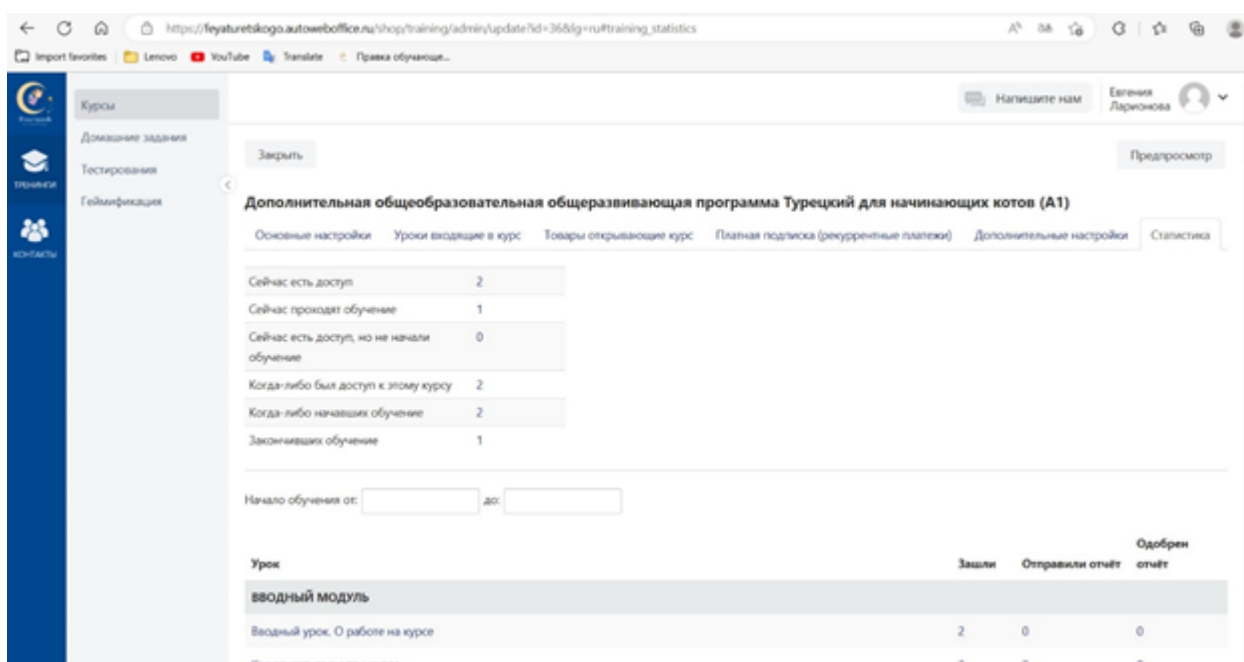 https://feyaturetskogo.autoweboffice.ru/shop/training/admin/update?id=36&lg=ru#training_statistics
Import favorites Lenovo YouTube Translate Правка обучающе...
Курсы
Домашние задания
Тестирования
Геймификация
ТРЕНИНГИ
КОНТАКТЫ
Напишите нам
Евгения
Ларионова
Закрыть
Предпросмотр
Дополнительная общеобразовательная общеразвивающая программа Турецкий для начинающих котов (А1)
Основные настройки Уроки входящие в курс Товары открывающие курс Платная подписка (рекуррентные платежи) Дополнительные настройки Статистика
Сейчас есть доступ 2
Сейчас проходят обучение 1
Сейчас есть доступ, но не начали 0
обучение
Когда-либо был доступ к этому курсу 2
Когда-либо начавших обучение 2
Закончивших обучение 1
Начало обучения от: до:
Урок Зашли Отправили отчёт Одобрен
отчёт
ВВОДНЫЙ МОДУЛЬ
Вводный урок. О работе на курсе 2 0 0